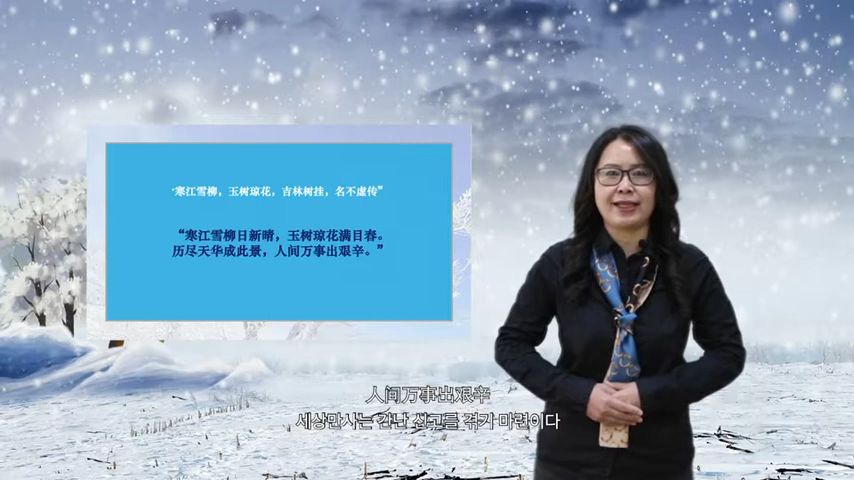 “寒江雪柳，玉树琼花，吉林树挂，名不虚传”
“寒江雪柳日新晴，玉树琼花满目春。
历尽天华成此景，人间万事出艰辛。”
人间万事出艰辛
세상만사는 간난 신고를 겪기 마련이다